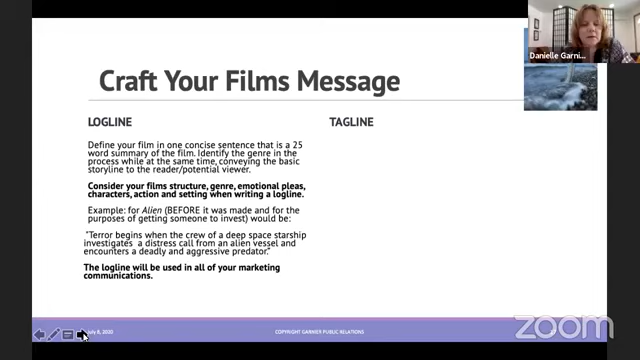 Danielle Garni...
Craft Your Films Message
LOGLINE
TAGLINE
Define your film in one concise sentence that is a 25
word summary of the film. Identify the genre in the
process while at the same time, conveying the basic
storyline to the reader/potential viewer.
Consider your films structure, genre, emotional pleas,
characters, action and setting when writing a logline.
Example: for Alien (BEFORE it was made and for the
purposes of getting someone to invest) would be:
"Terror begins when the crew of a deep space starship
investigates a distress call from an alien vessel and
encounters a deadly and aggressive predator."
The logline will be used in all of your marketing
communications.
July 8, 2020
COPYRIGHT GARNIER PUBLIC RELATIONS
zoom